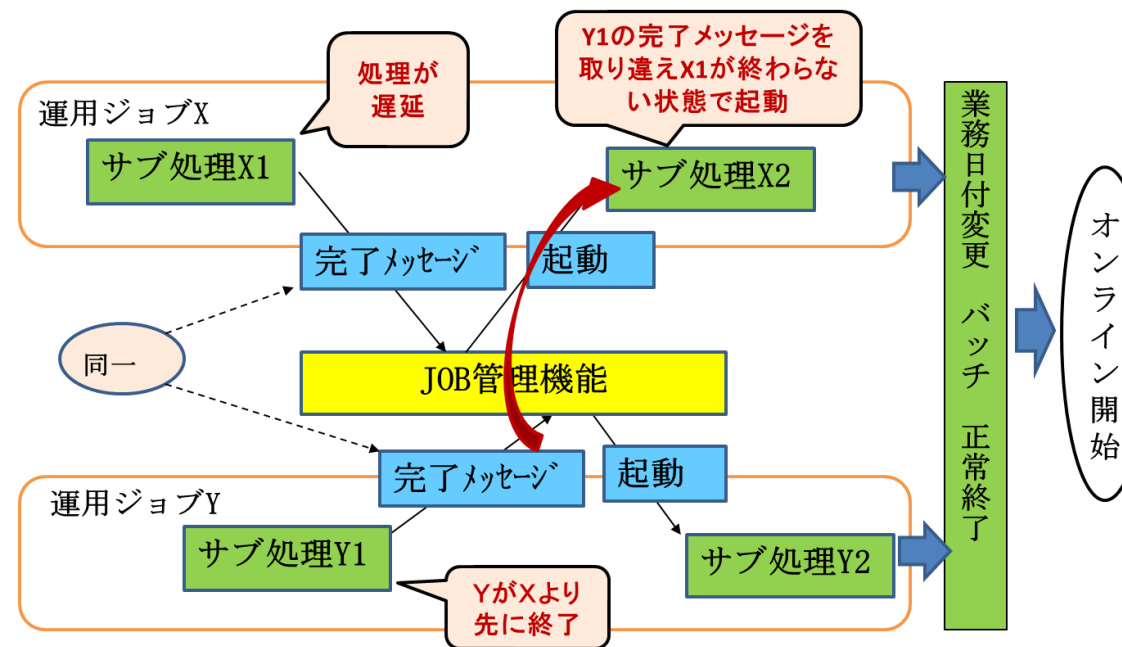 処理が
遅延
Y1の完了メッセージを
取り違えX1が終わらな
い状態で起動
運用ジョブX
サブ処理X1
サブ処理X2
完了メッセージ
起動
同一
JOB管理機能
完了メッセージ
起動
運用ジョブY
サブ処理Y1
サブ処理Y2
YがXより
先に終了
業務日付変更 バッチ 正常終了
オンライン開始